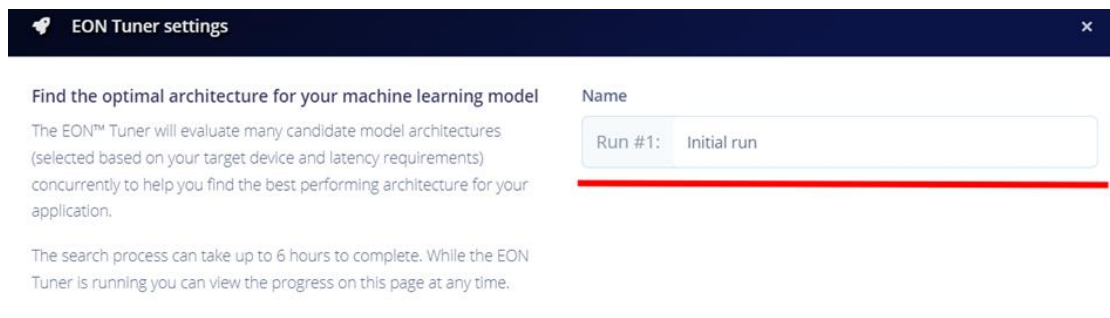 EON Tuner settings
×
Find the optimal architecture for your machine learning model
The EON™ Tuner will evaluate many candidate model architectures
(selected based on your target device and latency requirements)
concurrently to help you find the best performing architecture for your
application.
The search process can take up to 6 hours to complete. While the EON
Tuner is running you can view the progress on this page at any time.
Name
Run #1: Initial run